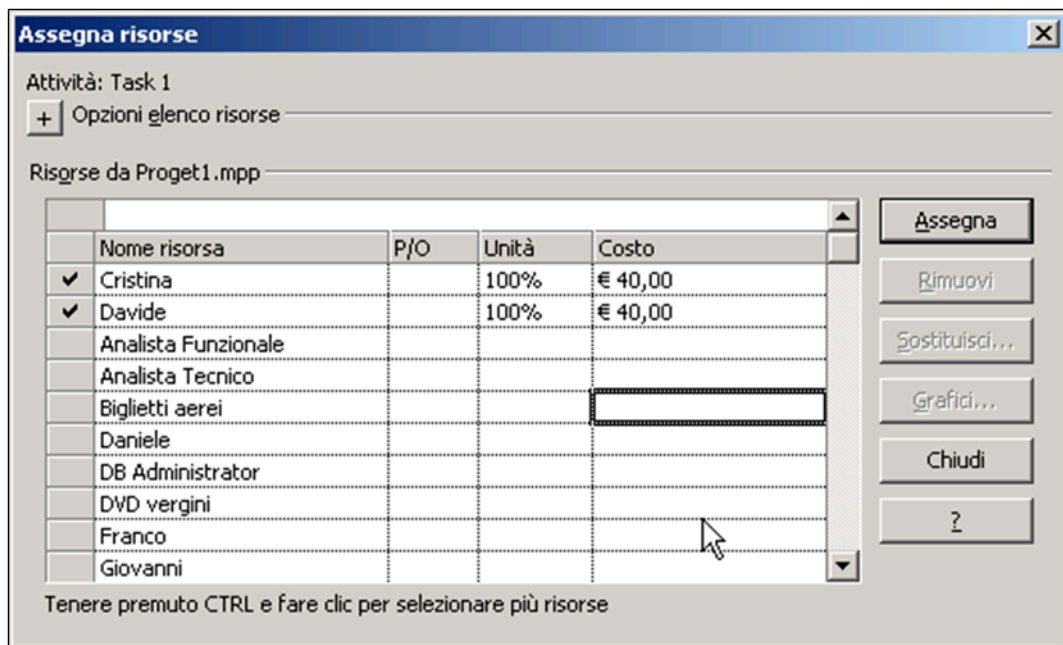 Assegna risorse
Attività: Task 1
+ Opzioni elenco risorse
Risorse da Proget1.mpp
Nome risorsa P/O Unità Costo
Cristina 100% € 40,00
Davide 100% € 40,00
Analista Funzionale
Analista Tecnico
Biglietti aerei
Daniele
DB Administrator
DVD vergini
Franco
Giovanni
Assegna
Rimuovi
Sostituisci...
Grafici...
Chiudi
?
Tenere premuto CTRL e fare clic per selezionare più risorse